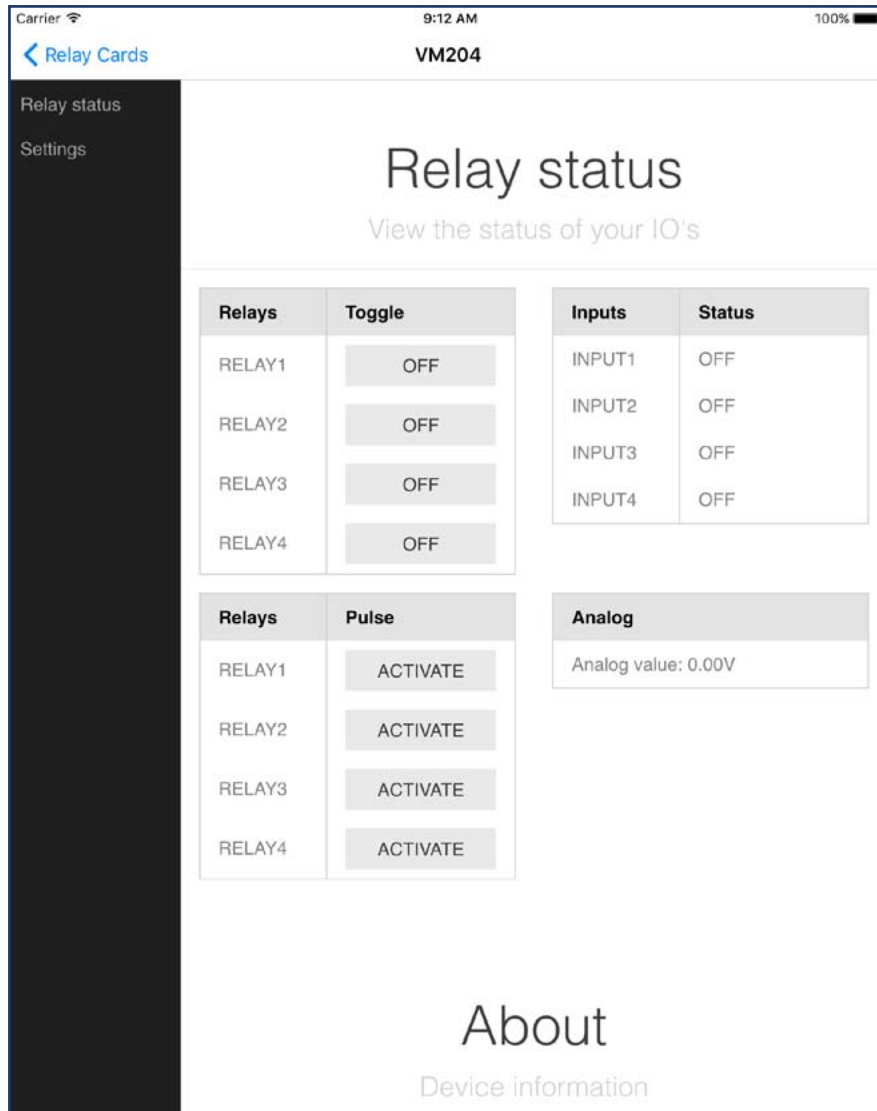 Carrier
9:12 AM
100%
Relay Cards
VM204
Relay status
Settings
Relay status
View the status of your IO's
Relays Toggle
RELAY1 OFF
RELAY2 OFF
RELAY3 OFF
RELAY4 OFF
Inputs Status
INPUT1 OFF
INPUT2 OFF
INPUT3 OFF
INPUT4 OFF
Relays Pulse
RELAY1 ACTIVATE
RELAY2 ACTIVATE
RELAY3 ACTIVATE
RELAY4 ACTIVATE
Analog
Analog value: 0.00V
About
Device information